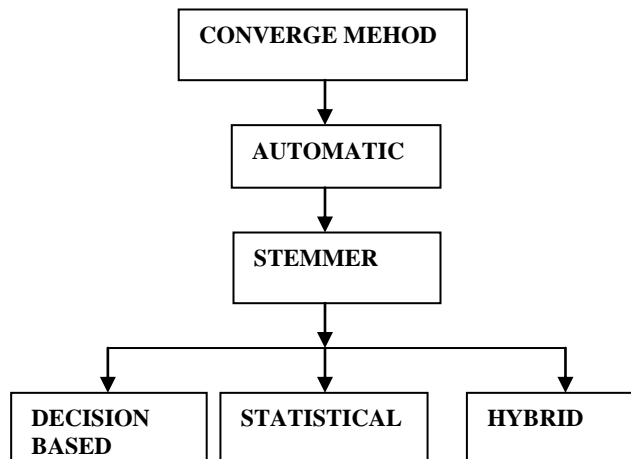 CONVERGE MEHOD
AUTOMATIC
STEMMER
DECISION
BASED
STATISTICAL
HYBRID